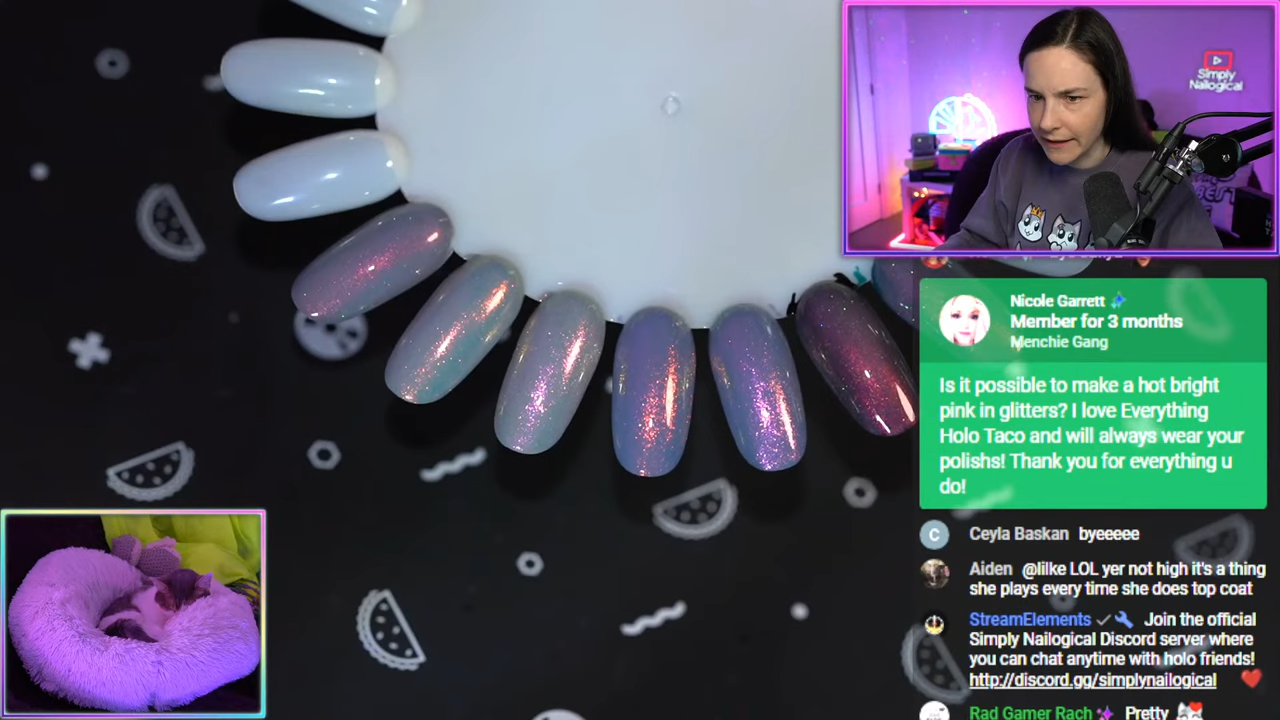 Simply
Nailogical
Nicole Garrett
Member for 3 months
Menchie Gang
Is it possible to make a hot bright
pink in glitters? I love Everything
Holo Taco and will always wear your
polishs! Thank you for everything u
do!
C
Ceyla Baskan byeeeee
Aiden @lilke LOL yer not high it's a thing
she plays every time she does top coat
StreamElements Join the official
Simply Nailogical Discord server where
you can chat anytime with holo friends!
http://discord.gg/simplynailogical
Rad Gamer Rach Pretty